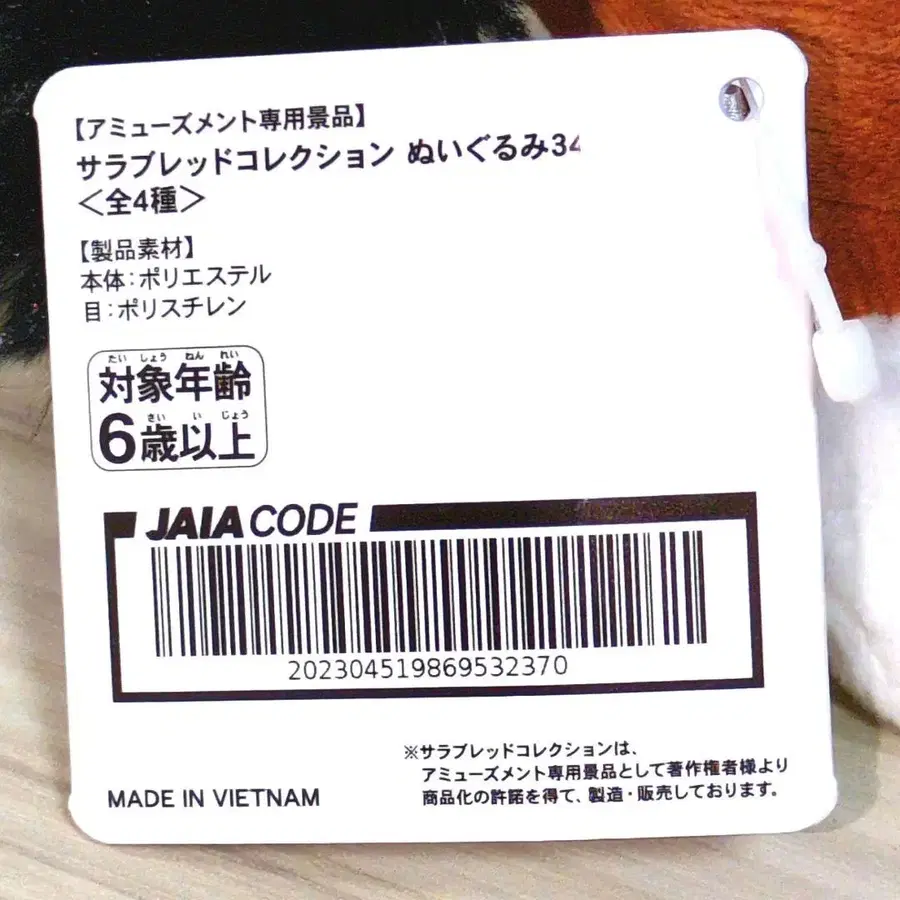 【アミューズメント専用景品】
サラブレッドコレクション ぬいぐるみ34
＜全4種＞
【製品素材】
本体：ポリエステル
目：ポリスチレン
たい しょう ねん れい
対象年齢
さい い じょう
6歳以上
JAIA CODE
202304519869532370
※サラブレッドコレクションは、
アミューズメント専用景品として著作権者様より
商品化の許諾を得て、製造・販売しております。
MADE IN VIETNAM